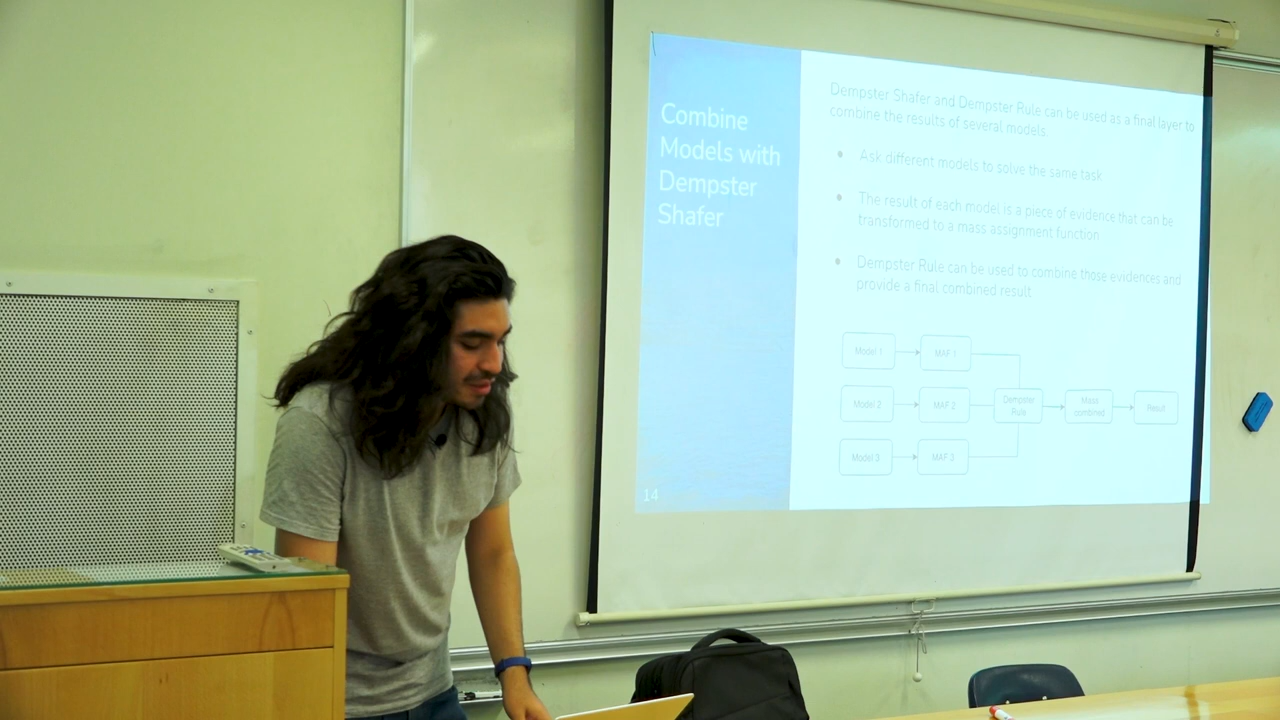 Combine
Models with
Dempster
Shafer
14
Dempster Shafer and Dempster Rule can be used as a final layer to
combine the results of several models.
Ask different models to solve the same task
The result of each model is a piece of evidence that can be
transformed to a mass assignment function
Dempster Rule can be used to combine those evidences and
provide a final combined result
Model 1
MAF 1
Model 2
MAF 2
Dempster
Rule
Mass
combined
Result
Model 3
MAF 3